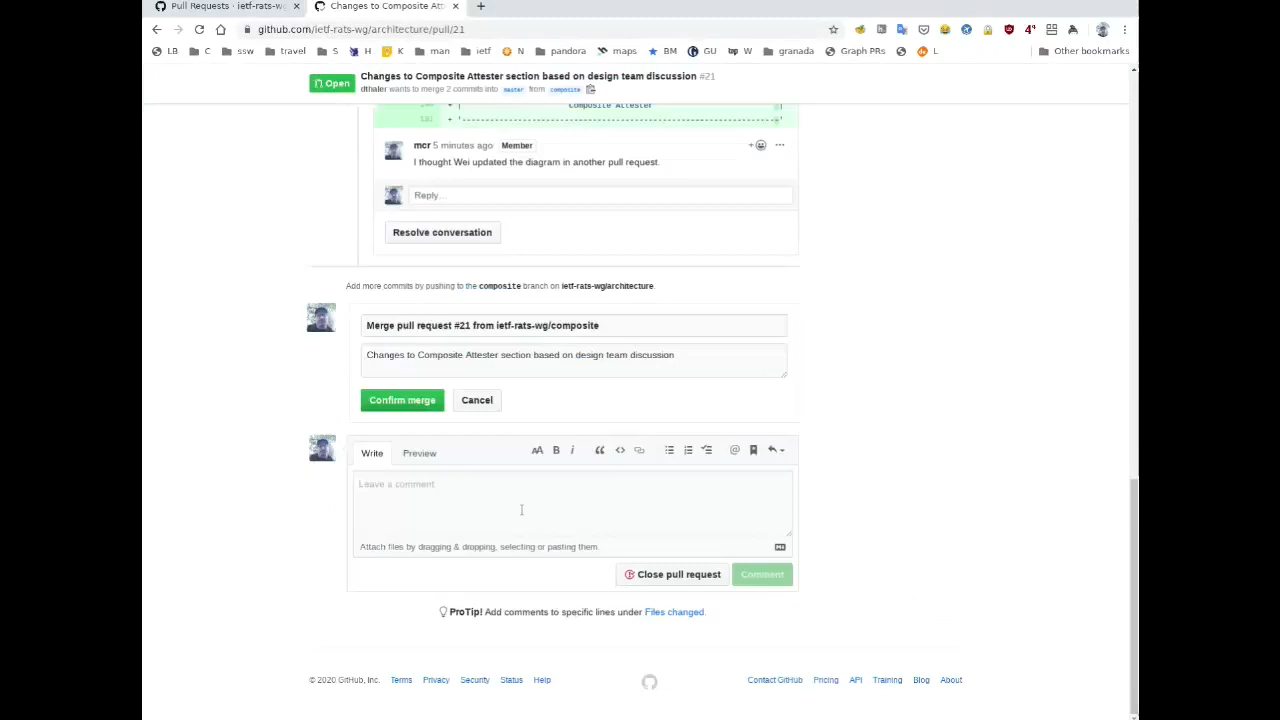 Pull Requests · ietf-rats-wg
Changes to Composite Att
github.com/ietf-rats-wg/architecture/pull/21
LB C ssw travel S H K man ietf N pandora maps BM GU W granada Graph PRs L Other bookmarks
Open Changes to Composite Attester section based on design team discussion #21
dthaler wants to merge 2 commits into master from composite
+ | Composite Attester |
+ '------------------------------------------------------------------'
mcr 5 minutes ago Member
I thought Wei updated the diagram in another pull request.
Reply...
Resolve conversation
Add more commits by pushing to the composite branch on ietf-rats-wg/architecture.
Merge pull request #21 from ietf-rats-wg/composite
Changes to Composite Attester section based on design team discussion
Confirm merge Cancel
Write Preview
Leave a comment
Attach files by dragging & dropping, selecting or pasting them.
Close pull request Comment
ProTip! Add comments to specific lines under Files changed.
© 2020 GitHub, Inc. Terms Privacy Security Status Help Contact GitHub Pricing API Training Blog About